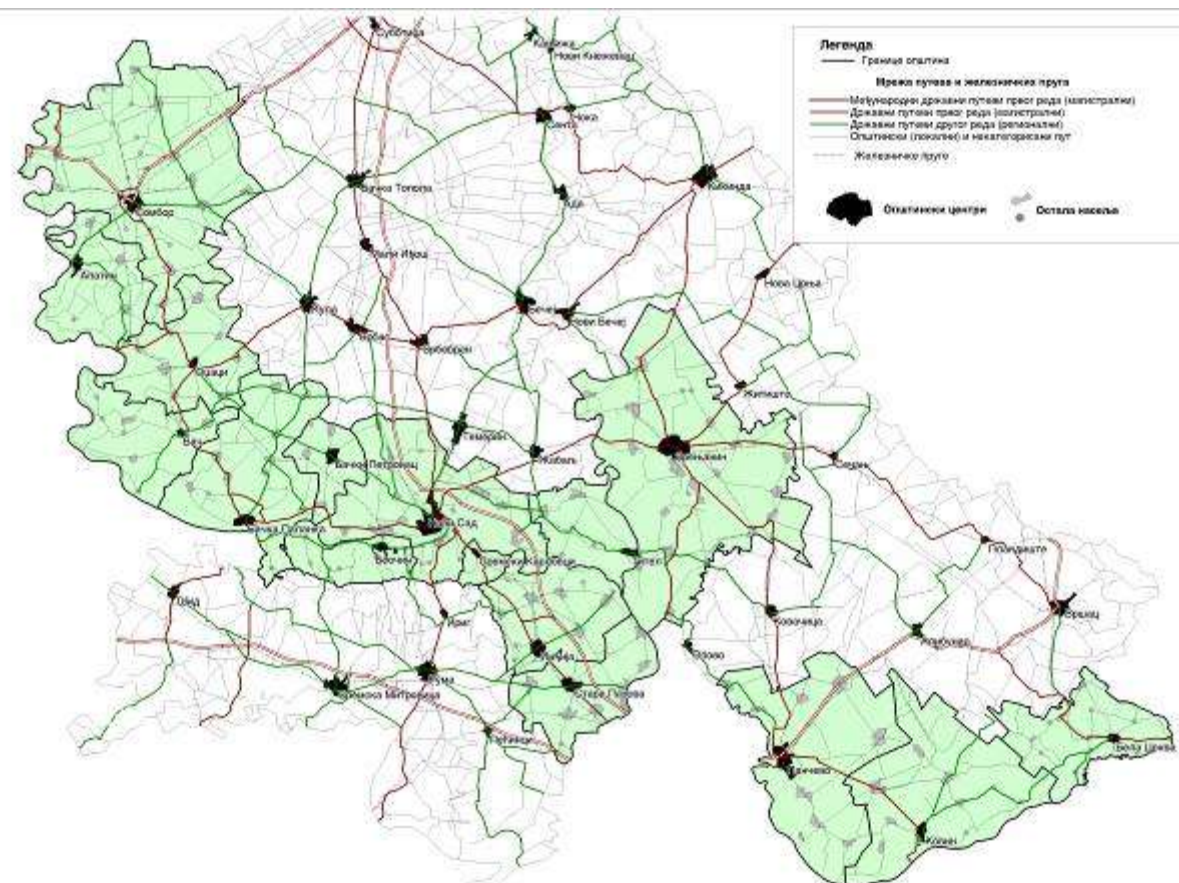 Легенда
Границе општина
Мрежа путева и железничких пруга
Међународни државни путеви првог реда (магистрални)
Државни путеви првог реда (магистрални)
Државни путеви другог реда (регионални)
Општински (локални) и некатегорисани пут
Железничке пруге
Општински центри
Остала насеља
Суботица
Кањижа
Нови Кнежевац
Чока
Сента
Бачка Топола
Ада
Кикинда
Сомбор
Мали Иђош
Апатин
Нова Црња
Кула
Бечеј
Нови Бечеј
Врбас
Србобран
Оџаци
Житиште
Бач
Темерин
Зрењанин
Жабаљ
Сечањ
Бачки Петровац
Нови Сад
Бачка Паланка
Пландиште
Беочин
Сремски Карловци
Тител
Шид
Вршац
Ириг
Ковачица
Алибунар
Опово
Рума
Инђија
Сремска Митровица
Стара Пазова
Пећинци
Бела Црква
Панчево
Ковин